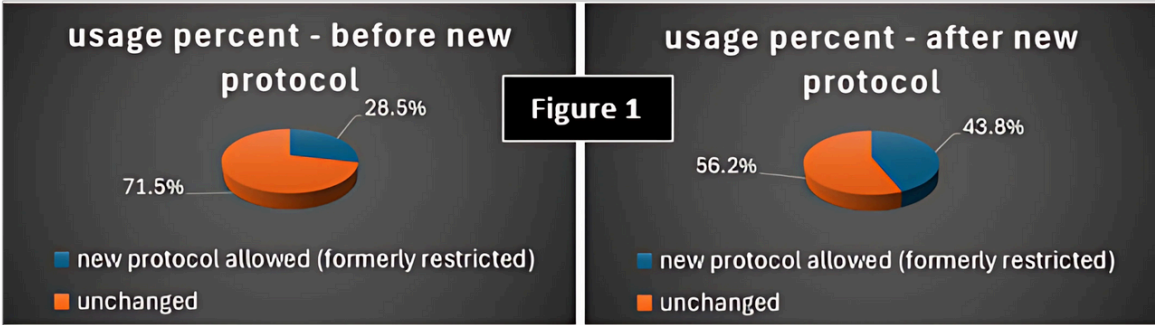 usage percent - before new
protocol
28.5%
71.5%
new protocol allowed (formerly restricted)
unchanged
Figure 1
usage percent - after new
protocol
43.8%
56.2%
new protocol allowed (formerly restricted)
unchanged